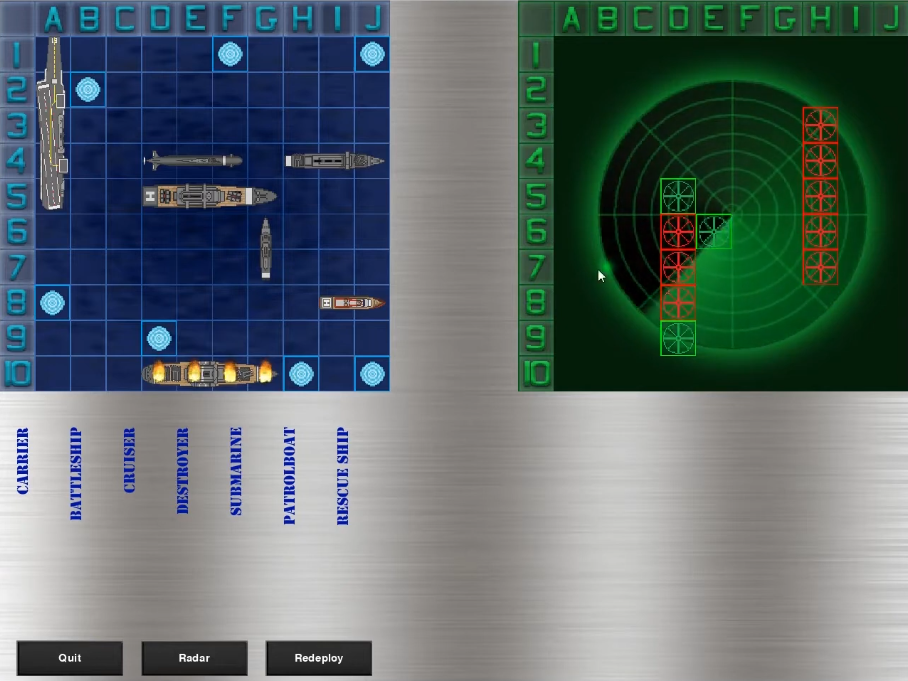 A B C D E F G H I J
1
2
3
4
5
6
7
8
9
10
A B C D E F G H I J
1
2
3
4
5
6
7
8
9
10
CARRIER
BATTLESHIP
CRUISER
DESTROYER
SUBMARINE
PATROLBOAT
RESCUE SHIP
Quit
Radar
Redeploy